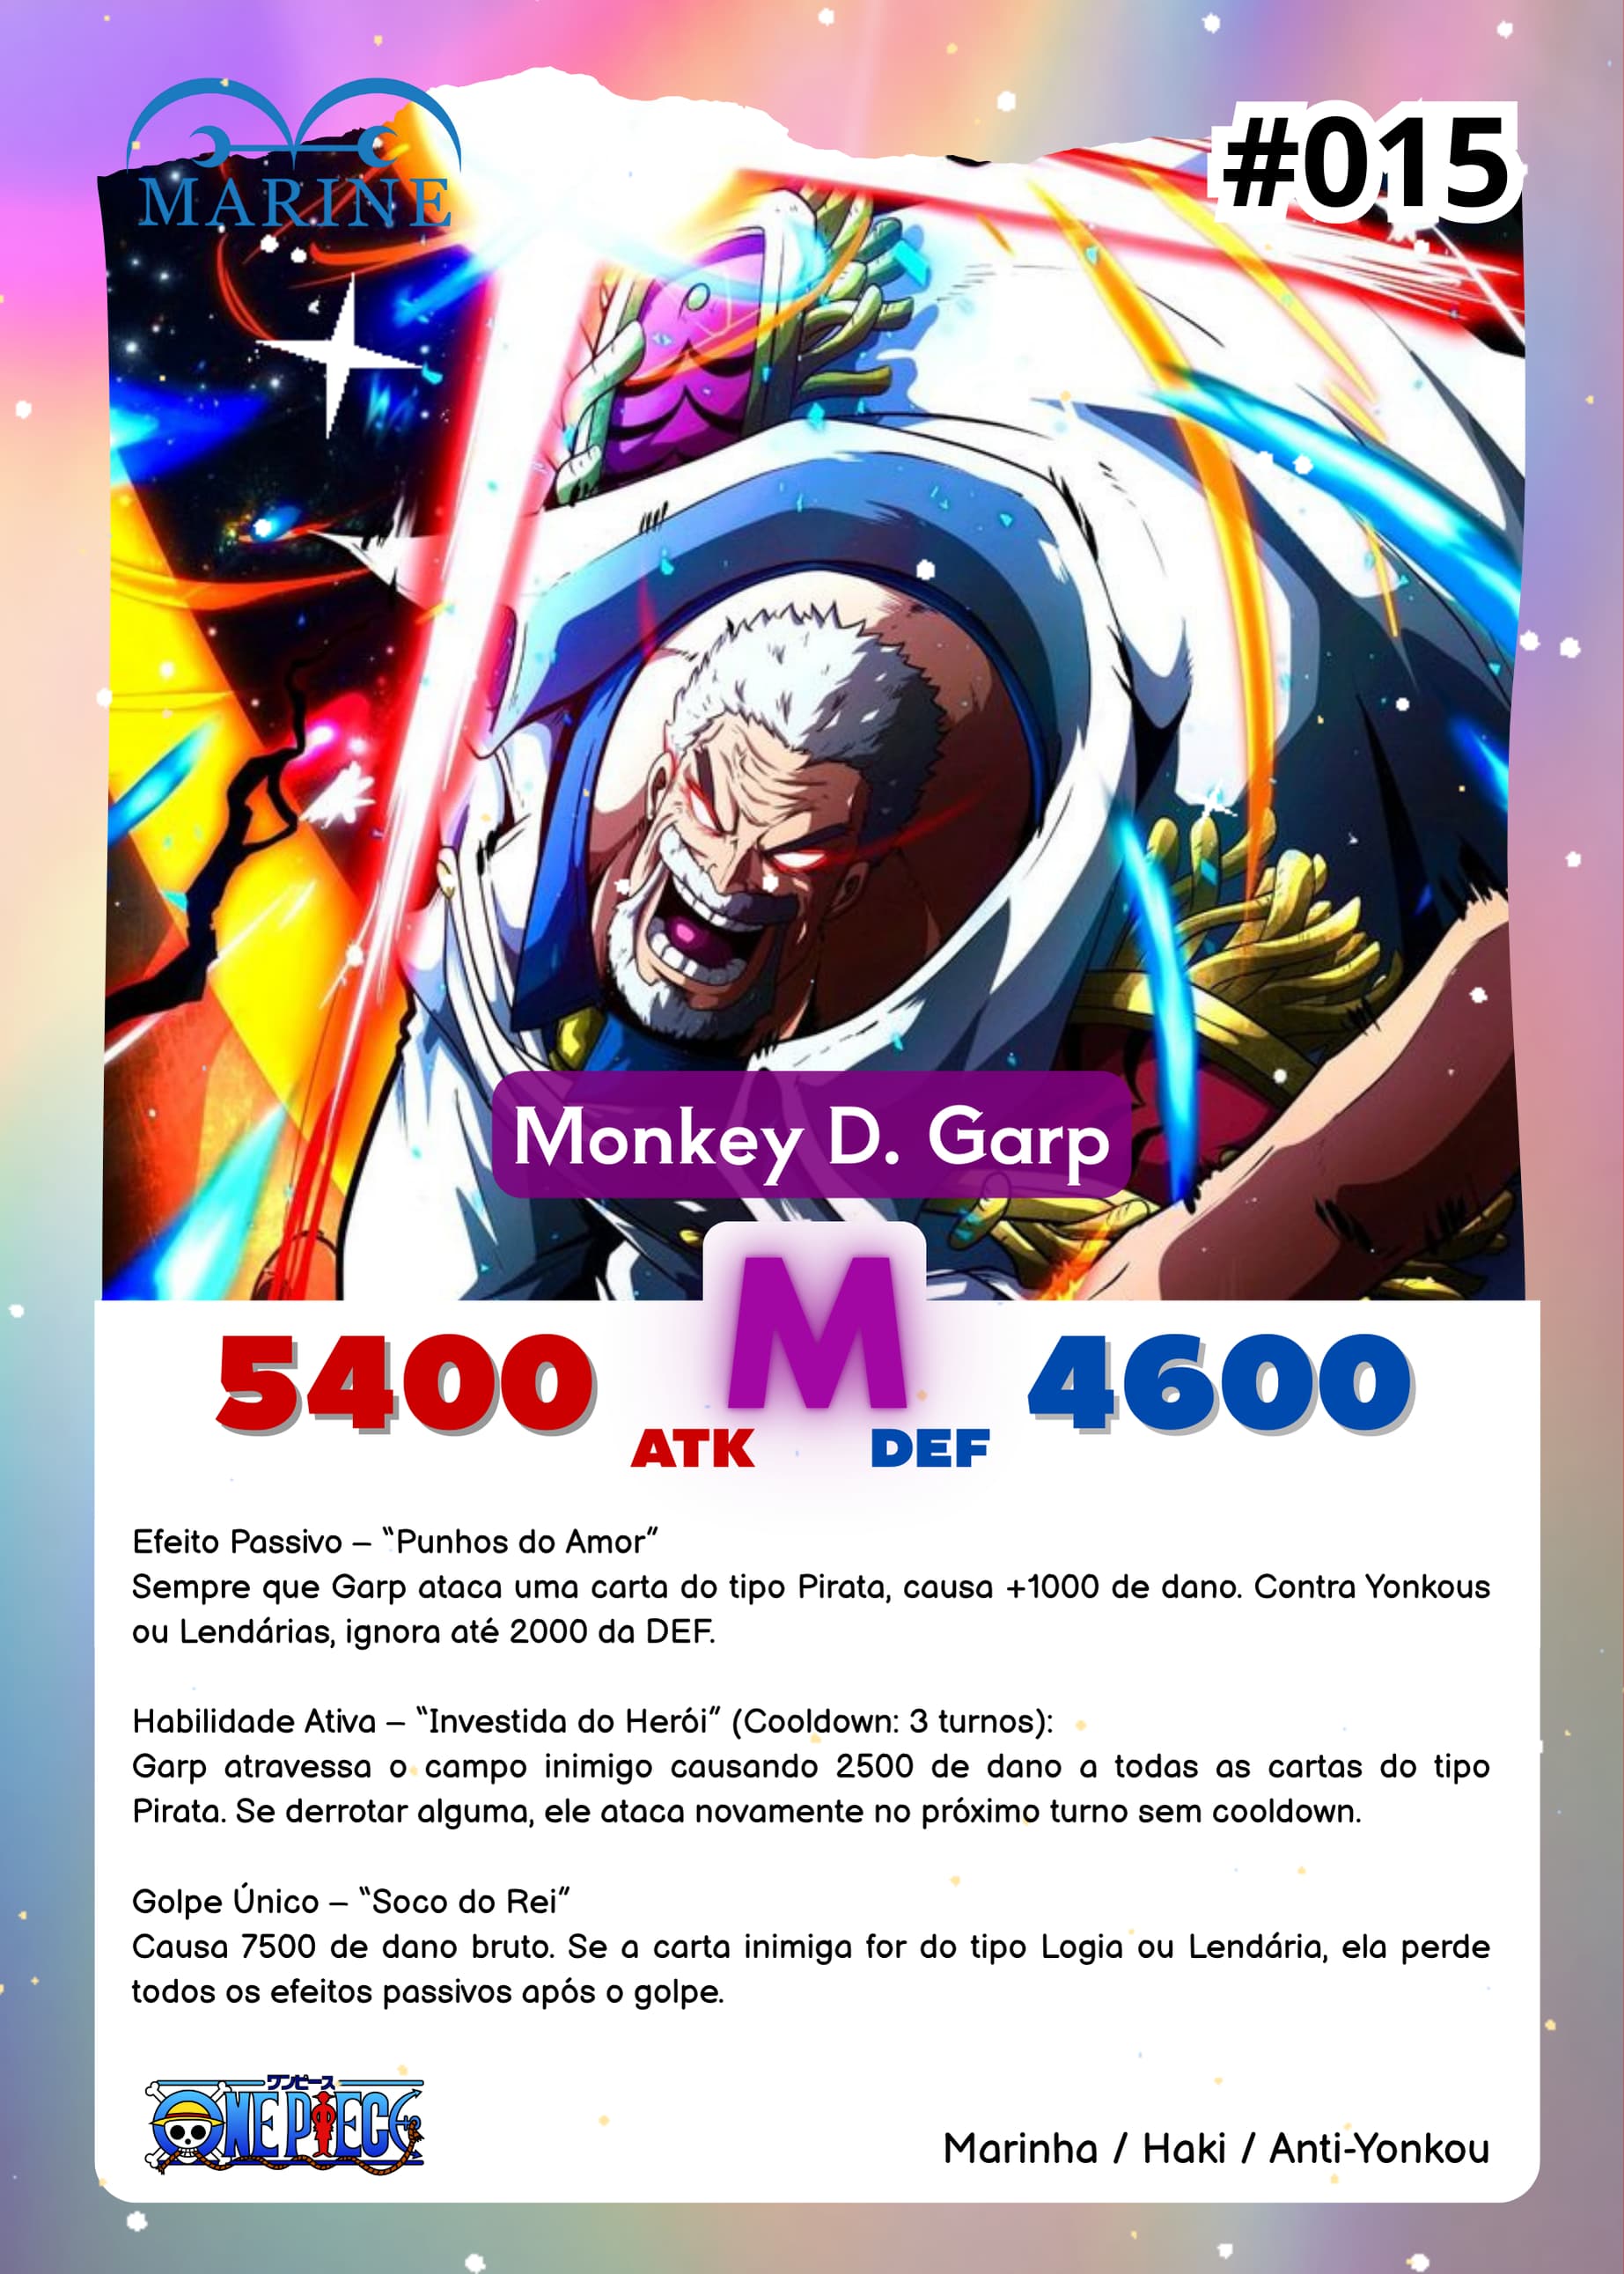 MARINE
#015
Monkey D. Garp
M
5400
4600
ATK
DEF
Efeito Passivo – “Punhos do Amor”
Sempre que Garp ataca uma carta do tipo Pirata, causa +1000 de dano. Contra Yonkous
ou Lendárias, ignora até 2000 da DEF.
Habilidade Ativa – “Investida do Herói” (Cooldown: 3 turnos):
Garp atravessa o campo inimigo causando 2500 de dano a todas as cartas do tipo
Pirata. Se derrotar alguma, ele ataca novamente no próximo turno sem cooldown.
Golpe Único – “Soco do Rei”
Causa 7500 de dano bruto. Se a carta inimiga for do tipo Logia ou Lendária, ela perde
todos os efeitos passivos após o golpe.
ワンピース
ONE PIECE
Marinha / Haki / Anti-Yonkou